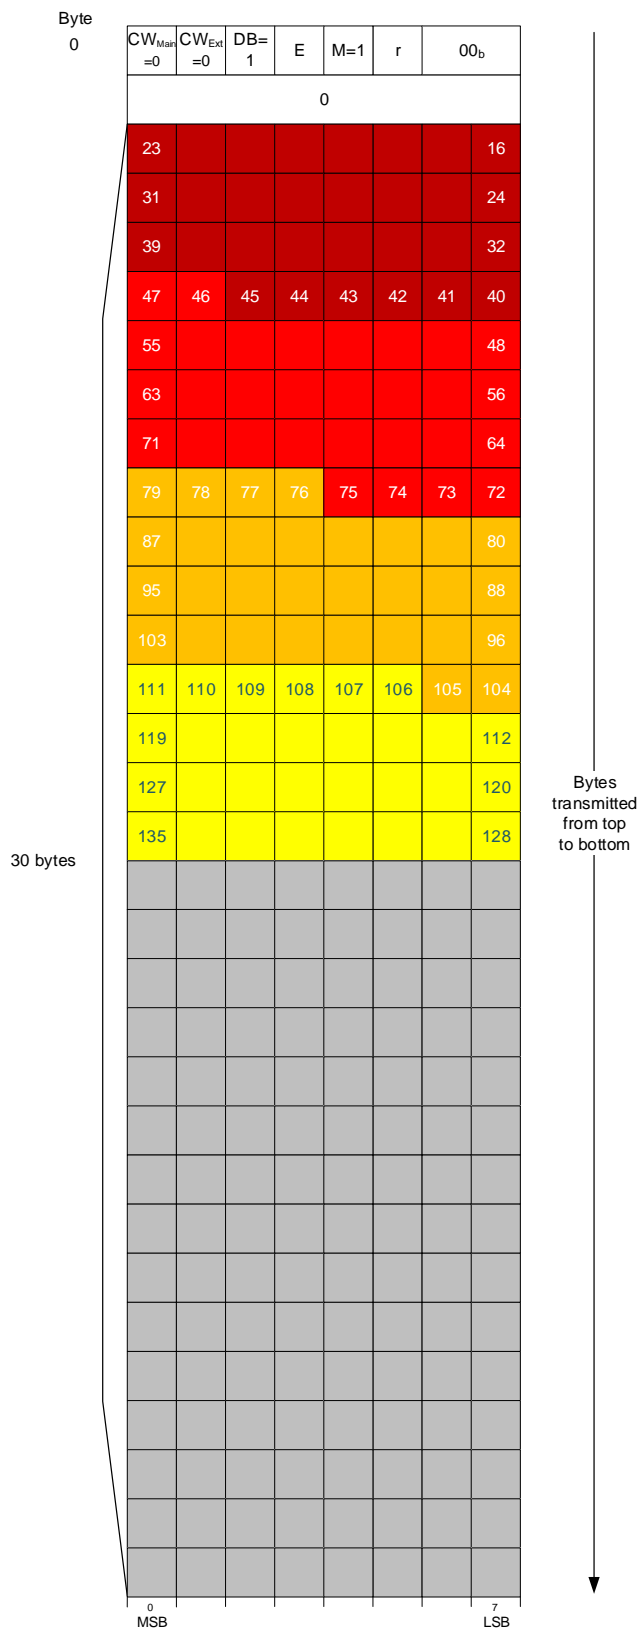 Byte
0
CW_Main =0 CW_Ext =0 DB= 1 E M=1 r 00_b
0
23 16
31 24
39 32
47 46 45 44 43 42 41 40
55 48
63 56
71 64
79 78 77 76 75 74 73 72
87 80
95 88
103 96
111 110 109 108 107 106 105 104
119 112
127 120
135 128
30 bytes
Bytes
transmitted
from top
to bottom
0 7
MSB LSB